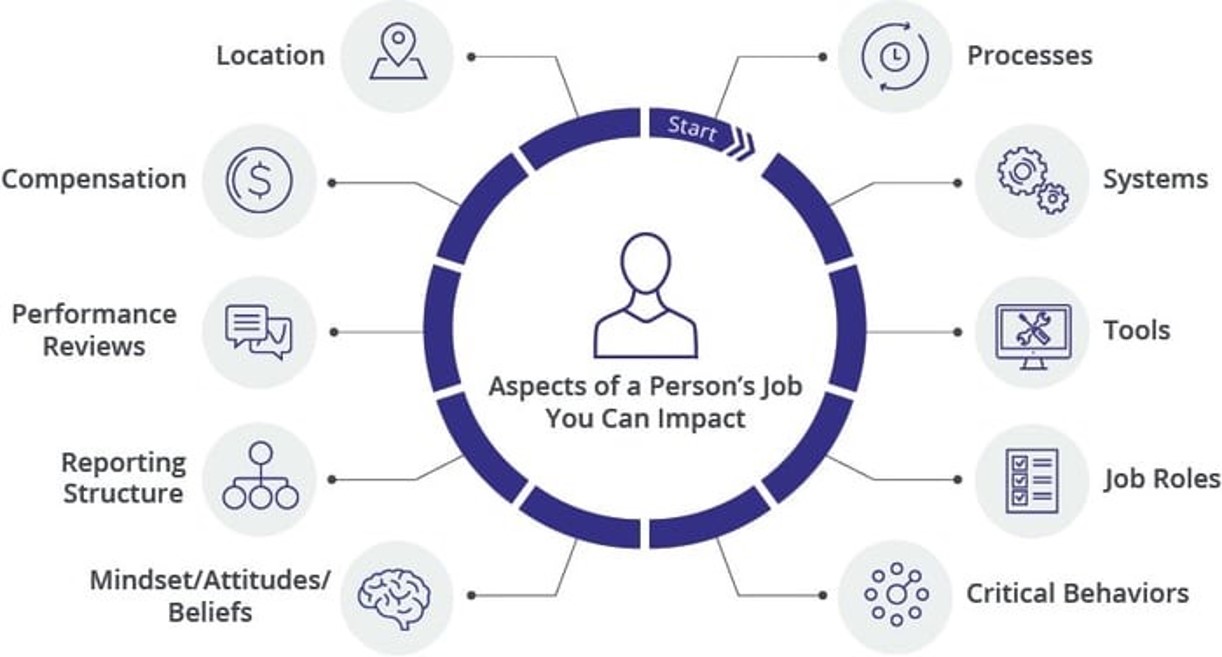 Location
Processes
Start
Compensation
Systems
Performance
Reviews
Tools
Aspects of a Person’s Job
You Can Impact
Reporting
Structure
Job Roles
Mindset/Attitudes/
Beliefs
Critical Behaviors